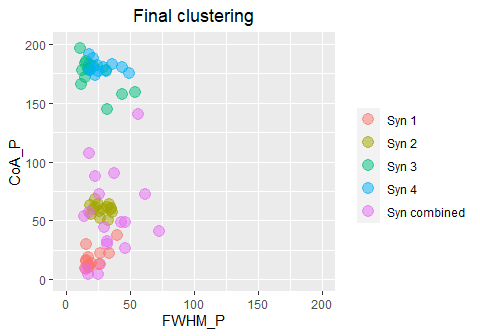 Final clustering
CoA_P
200
150
100
50
0
0 50 100 150 200
FWHM_P
Syn 1
Syn 2
Syn 3
Syn 4
Syn combined